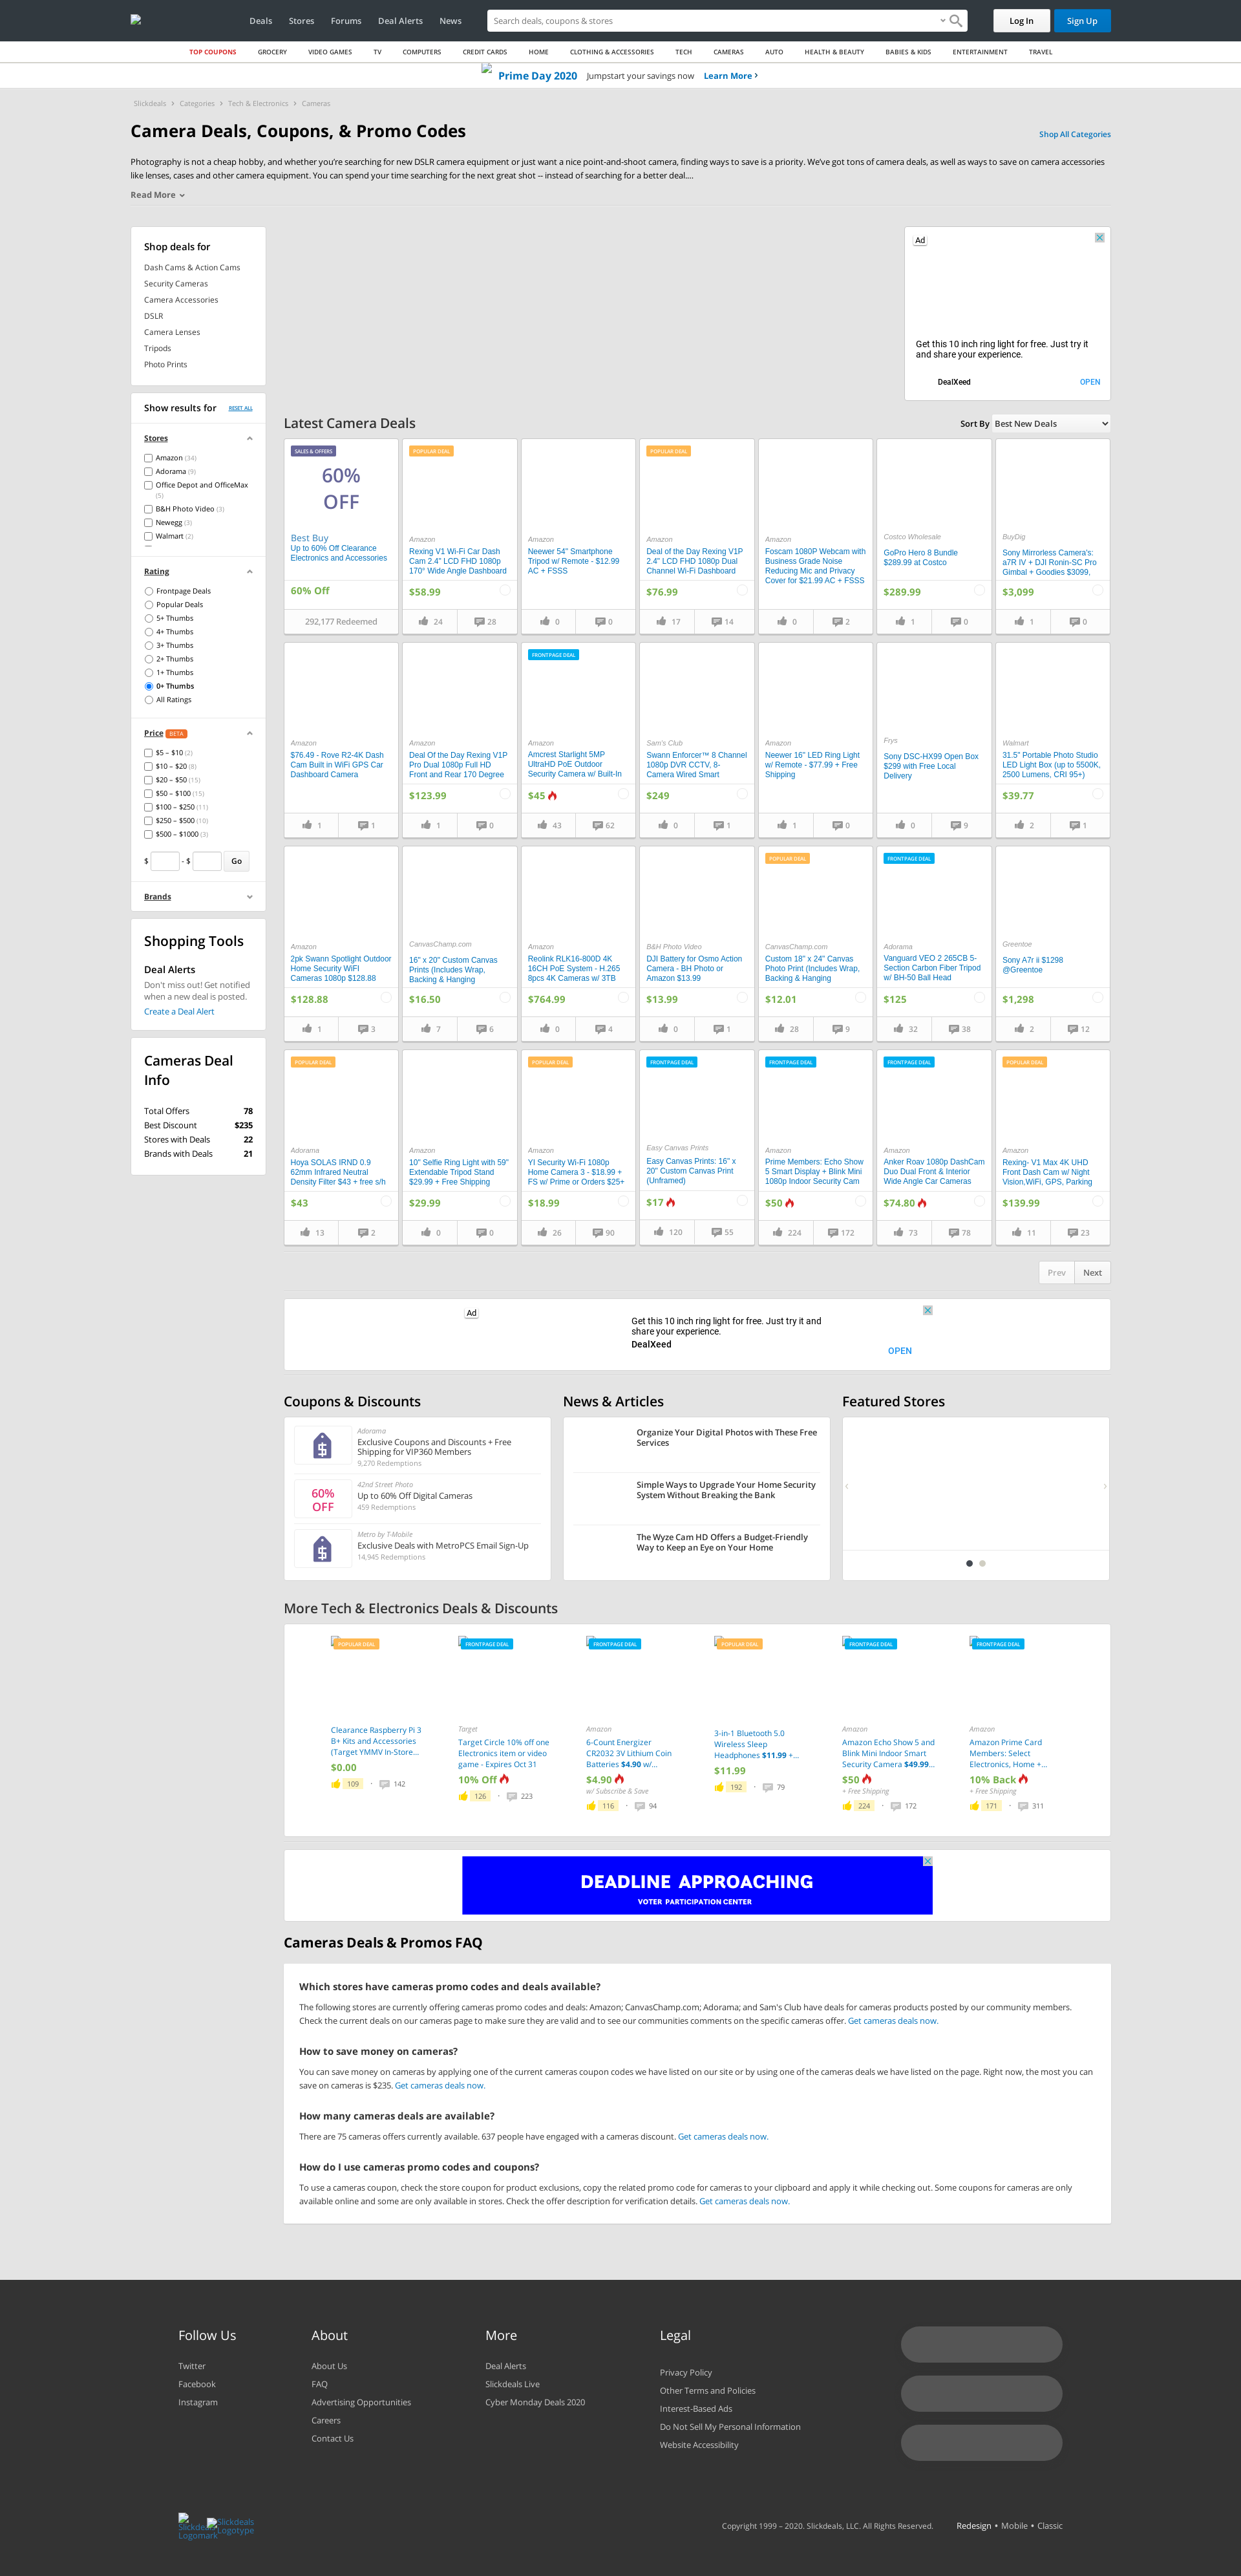 Deals
Stores
Forums
Deal Alerts
News
Search deals, coupons & stores
Log In
Sign Up
TOP COUPONS
GROCERY
VIDEO GAMES
TV
COMPUTERS
CREDIT CARDS
HOME
CLOTHING & ACCESSORIES
TECH
CAMERAS
AUTO
HEALTH & BEAUTY
BABIES & KIDS
ENTERTAINMENT
TRAVEL
Prime Day 2020 Jumpstart your savings now Learn More
Slickdeals > Categories > Tech & Electronics > Cameras
Camera Deals, Coupons, & Promo Codes
Shop All Categories
Photography is not a cheap hobby, and whether you're searching for new DSLR camera equipment or just want a nice point-and-shoot camera, finding ways to save is a priority. We've got tons of camera deals, as well as ways to save on camera accessories
like lenses, cases and other camera equipment. You can spend your time searching for the next great shot -- instead of searching for a better deal....
Read More
Shop deals for
Dash Cams & Action Cams
Security Cameras
Camera Accessories
DSLR
Camera Lenses
Tripods
Photo Prints
Show results for
RESET ALL
Stores
Amazon (34)
Adorama (9)
Office Depot and OfficeMax
(5)
B&H Photo Video (3)
Newegg (3)
Walmart (2)
Rating
Frontpage Deals
Popular Deals
5+ Thumbs
4+ Thumbs
3+ Thumbs
2+ Thumbs
1+ Thumbs
0+ Thumbs
All Ratings
Price BETA
$5 – $10 (2)
$10 – $20 (8)
$20 – $50 (15)
$50 – $100 (15)
$100 – $250 (11)
$250 – $500 (10)
$500 – $1000 (3)
$ - $ Go
Brands
Shopping Tools
Deal Alerts
Don't miss out! Get notified
when a new deal is posted.
Create a Deal Alert
Cameras Deal
Info
Total Offers 78
Best Discount $235
Stores with Deals 22
Brands with Deals 21
Ad
Get this 10 inch ring light for free. Just try it
and share your experience.
DealXeed
OPEN
Latest Camera Deals
Sort By Best New Deals
SALES & OFFERS
60%
OFF
Best Buy
Up to 60% Off Clearance
Electronics and Accessories
60% Off
292,177 Redeemed
POPULAR DEAL
Amazon
Rexing V1 Wi-Fi Car Dash
Cam 2.4" LCD FHD 1080p
170° Wide Angle Dashboard
$58.99
24 28
Amazon
Neewer 54" Smartphone
Tripod w/ Remote - $12.99
AC + FSSS
0 0
POPULAR DEAL
Amazon
Deal of the Day Rexing V1P
2.4" LCD FHD 1080p Dual
Channel Wi-Fi Dashboard
$76.99
17 14
Amazon
Foscam 1080P Webcam with
Business Grade Noise
Reducing Mic and Privacy
Cover for $21.99 AC + FSSS
0 2
Costco Wholesale
GoPro Hero 8 Bundle
$289.99 at Costco
$289.99
1 0
BuyDig
Sony Mirrorless Camera's:
a7R IV + DJI Ronin-SC Pro
Gimbal + Goodies $3099,
$3,099
1 0
Amazon
$76.49 - Rove R2-4K Dash
Cam Built in WiFi GPS Car
Dashboard Camera
1 1
Amazon
Deal Of the Day Rexing V1P
Pro Dual 1080p Full HD
Front and Rear 170 Degree
$123.99
1 0
FRONTPAGE DEAL
Amazon
Amcrest Starlight 5MP
UltraHD PoE Outdoor
Security Camera w/ Built-In
$45
43 62
Sam's Club
Swann Enforcer™ 8 Channel
1080p DVR CCTV, 8-
Camera Wired Smart
$249
0 1
Amazon
Neewer 16" LED Ring Light
w/ Remote - $77.99 + Free
Shipping
1 0
Frys
Sony DSC-HX99 Open Box
$299 with Free Local
Delivery
0 9
Walmart
31.5" Portable Photo Studio
LED Light Box (up to 5500K,
2500 Lumens, CRI 95+)
$39.77
2 1
Amazon
2pk Swann Spotlight Outdoor
Home Security WiFI
Cameras 1080p $128.88
$128.88
1 3
CanvasChamp.com
16" x 20" Custom Canvas
Prints (Includes Wrap,
Backing & Hanging
$16.50
7 6
Amazon
Reolink RLK16-800D 4K
16CH PoE System - H.265
8pcs 4K Cameras w/ 3TB
$764.99
0 4
B&H Photo Video
DJI Battery for Osmo Action
Camera - BH Photo or
Amazon $13.99
$13.99
0 1
POPULAR DEAL
CanvasChamp.com
Custom 18" x 24" Canvas
Photo Print (Includes Wrap,
Backing & Hanging
$12.01
28 9
FRONTPAGE DEAL
Adorama
Vanguard VEO 2 265CB 5-
Section Carbon Fiber Tripod
w/ BH-50 Ball Head
$125
32 38
Greentoe
Sony A7r ii $1298
@Greentoe
$1,298
2 12
POPULAR DEAL
Adorama
Hoya SOLAS IRND 0.9
62mm Infrared Neutral
Density Filter $43 + free s/h
$43
13 2
Amazon
10" Selfie Ring Light with 59"
Extendable Tripod Stand
$29.99 + Free Shipping
$29.99
0 0
POPULAR DEAL
Amazon
YI Security Wi-Fi 1080p
Home Camera 3 - $18.99 +
FS w/ Prime or Orders $25+
$18.99
26 90
FRONTPAGE DEAL
Easy Canvas Prints
Easy Canvas Prints: 16" x
20" Custom Canvas Print
(Unframed)
$17
120 55
FRONTPAGE DEAL
Amazon
Prime Members: Echo Show
5 Smart Display + Blink Mini
1080p Indoor Security Cam
$50
224 172
FRONTPAGE DEAL
Amazon
Anker Roav 1080p DashCam
Duo Dual Front & Interior
Wide Angle Car Cameras
$74.80
73 78
POPULAR DEAL
Amazon
Rexing- V1 Max 4K UHD
Front Dash Cam w/ Night
Vision,WiFi, GPS, Parking
$139.99
11 23
Prev Next
Ad
Get this 10 inch ring light for free. Just try it and
share your experience.
DealXeed
OPEN
Coupons & Discounts
Adorama
Exclusive Coupons and Discounts + Free
Shipping for VIP360 Members
9,270 Redemptions
60%
OFF
42nd Street Photo
Up to 60% Off Digital Cameras
459 Redemptions
Metro by T-Mobile
Exclusive Deals with MetroPCS Email Sign-Up
14,945 Redemptions
News & Articles
Organize Your Digital Photos with These Free
Services
Simple Ways to Upgrade Your Home Security
System Without Breaking the Bank
The Wyze Cam HD Offers a Budget-Friendly
Way to Keep an Eye on Your Home
Featured Stores
More Tech & Electronics Deals & Discounts
POPULAR DEAL
Clearance Raspberry Pi 3
B+ Kits and Accessories
(Target YMMV In-Store...
$0.00
109 · 142
FRONTPAGE DEAL
Target
Target Circle 10% off one
Electronics item or video
game - Expires Oct 31
10% Off
126 · 223
FRONTPAGE DEAL
Amazon
6-Count Energizer
CR2032 3V Lithium Coin
Batteries $4.90 w/...
$4.90
w/ Subscribe & Save
116 · 94
POPULAR DEAL
3-in-1 Bluetooth 5.0
Wireless Sleep
Headphones $11.99 +...
$11.99
192 · 79
FRONTPAGE DEAL
Amazon
Amazon Echo Show 5 and
Blink Mini Indoor Smart
Security Camera $49.99...
$50
+ Free Shipping
224 · 172
FRONTPAGE DEAL
Amazon
Amazon Prime Card
Members: Select
Electronics, Home +...
10% Back
+ Free Shipping
171 · 311
DEADLINE APPROACHING
VOTER PARTICIPATION CENTER
Cameras Deals & Promos FAQ
Which stores have cameras promo codes and deals available?
The following stores are currently offering cameras promo codes and deals: Amazon; CanvasChamp.com; Adorama; and Sam's Club have deals for cameras products posted by our community members.
Check the current deals on our cameras page to make sure they are valid and to see our communities comments on the specific cameras offer. Get cameras deals now.
How to save money on cameras?
You can save money on cameras by applying one of the current cameras coupon codes we have listed on our site or by using one of the cameras deals we have listed on the page. Right now, the most you can
save on cameras is $235. Get cameras deals now.
How many cameras deals are available?
There are 75 cameras offers currently available. 637 people have engaged with a cameras discount. Get cameras deals now.
How do I use cameras promo codes and coupons?
To use a cameras coupon, check the store coupon for product exclusions, copy the related promo code for cameras to your clipboard and apply it while checking out. Some coupons for cameras are only
available online and some are only available in stores. Check the offer description for verification details. Get cameras deals now.
Follow Us
Twitter
Facebook
Instagram
About
About Us
FAQ
Advertising Opportunities
Careers
Contact Us
More
Deal Alerts
Slickdeals Live
Cyber Monday Deals 2020
Legal
Privacy Policy
Other Terms and Policies
Interest-Based Ads
Do Not Sell My Personal Information
Website Accessibility
Slickdeals
Logomark
Slickdeals
Logotype
Copyright 1999 – 2020. Slickdeals, LLC. All Rights Reserved.
Redesign • Mobile • Classic